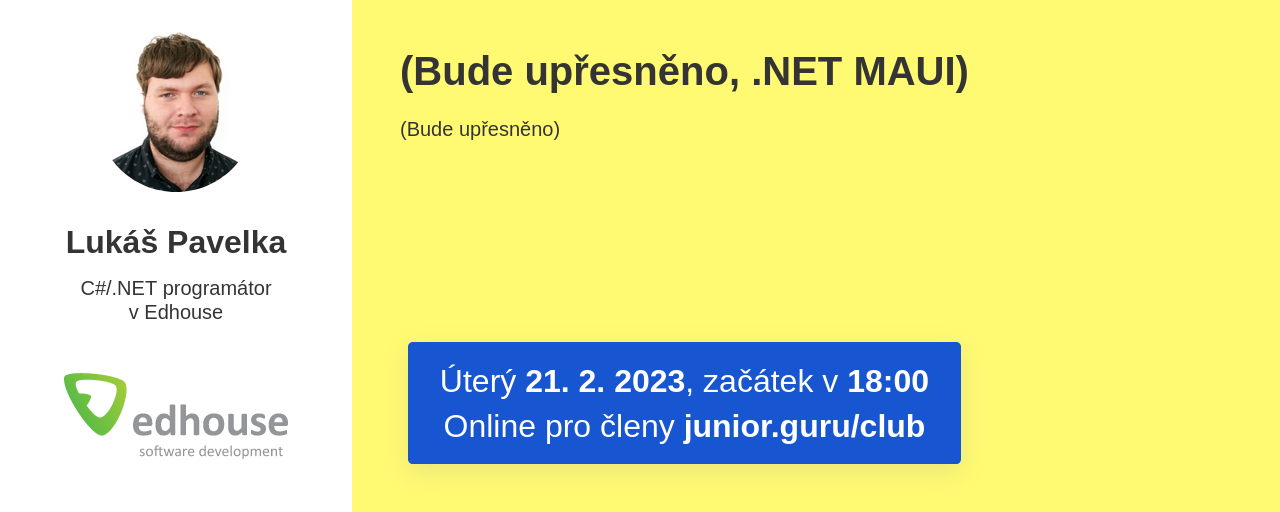 Lukáš Pavelka
C#/.NET programátor
v Edhouse
edhouse
software development
(Bude upřesněno, .NET MAUI)
(Bude upřesněno)
Úterý 21. 2. 2023, začátek v 18:00
Online pro členy junior.guru/club